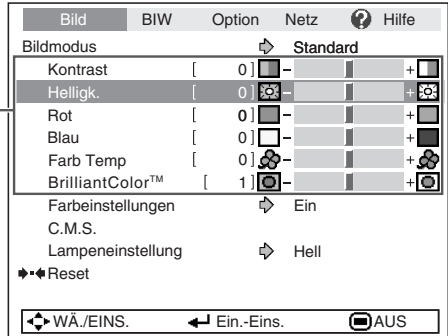 Bild BIW Option Netz Hilfe
Bildmodus Standard
Kontrast [ 0 ] - +
Helligk. [ 0 ] - +
Rot [ 0 ] - +
Blau [ 0 ] - +
Farb Temp [ 0 ] - +
BrilliantColor™ [ 1 ] - +
Farbeinstellungen Ein
C.M.S.
Lampeneinstellung Hell
Reset
WÄ./EINS. Ein.-Eins. AUS